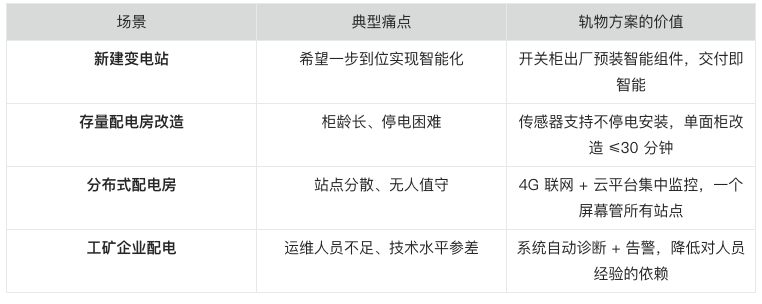 场景 典型痛点 轨物方案的价值
新建变电站 希望一步到位实现智能化 开关柜出厂预装智能组件，交付即
智能
存量配电房改造 柜龄长、停电困难 传感器支持不停电安装，单面柜改
造 ≤30 分钟
分布式配电房 站点分散、无人值守 4G 联网 + 云平台集中监控，一个
屏幕管所有站点
工矿企业配电 运维人员不足、技术水平参差 系统自动诊断 + 告警，降低对人员
经验的依赖